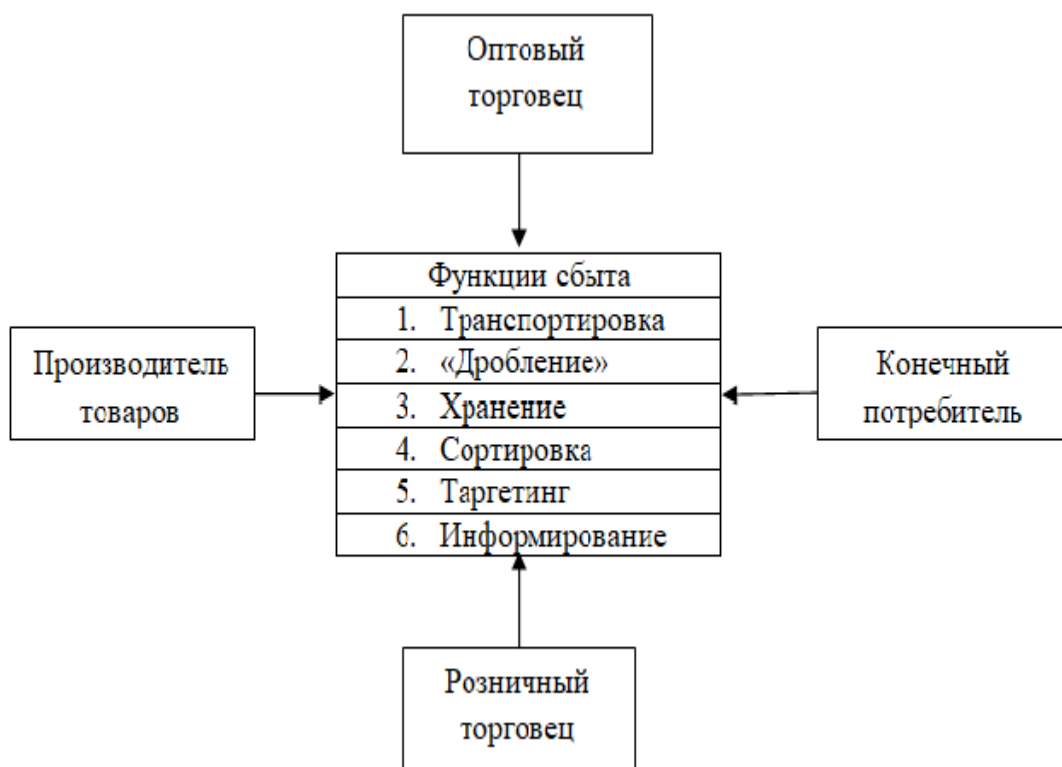 Оптовый
торговец
Функции сбыта
1. Транспортировка
2. «Дробление»
3. Хранение
4. Сортировка
5. Таргетинг
6. Информирование
Производитель
товаров
Конечный
потребитель
Розничный
торговец